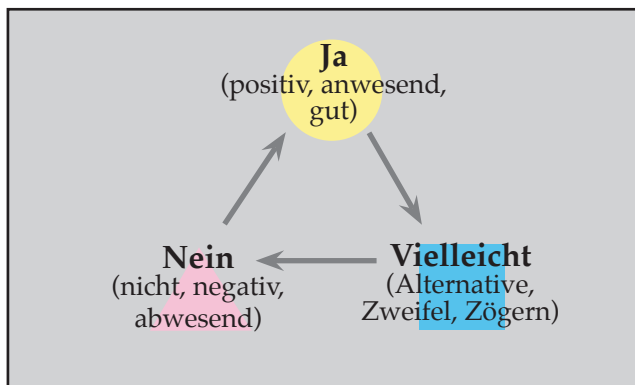 Ja
(positiv, anwesend,
gut)
Nein
(nicht, negativ,
abwesend)
Vielleicht
(Alternative,
Zweifel, Zögern)